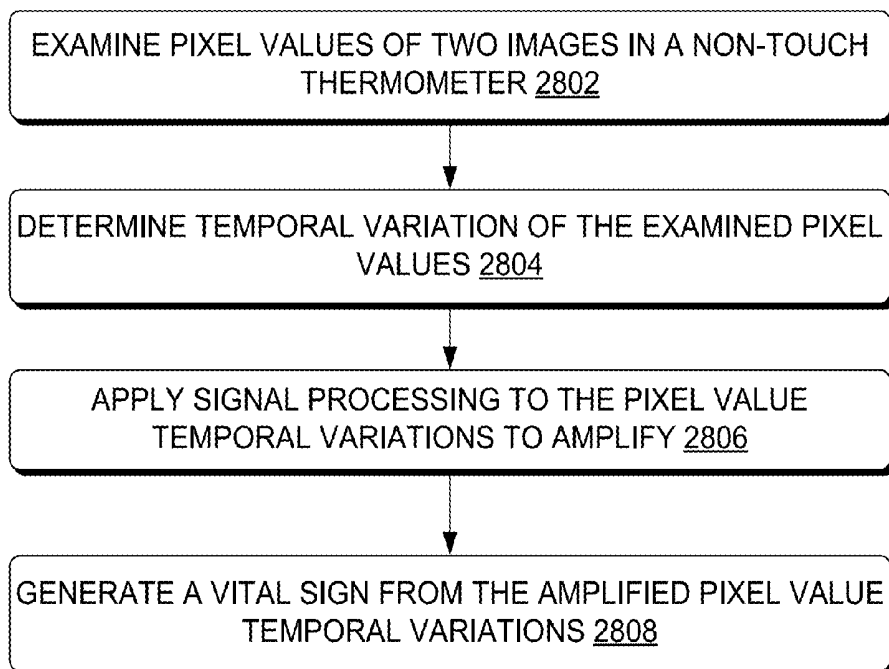 EXAMINE PIXEL VALUES OF TWO IMAGES IN A NON-TOUCH
THERMOMETER 2802
DETERMINE TEMPORAL VARIATION OF THE EXAMINED PIXEL
VALUES 2804
APPLY SIGNAL PROCESSING TO THE PIXEL VALUE
TEMPORAL VARIATIONS TO AMPLIFY 2806
GENERATE A VITAL SIGN FROM THE AMPLIFIED PIXEL VALUE
TEMPORAL VARIATIONS 2808